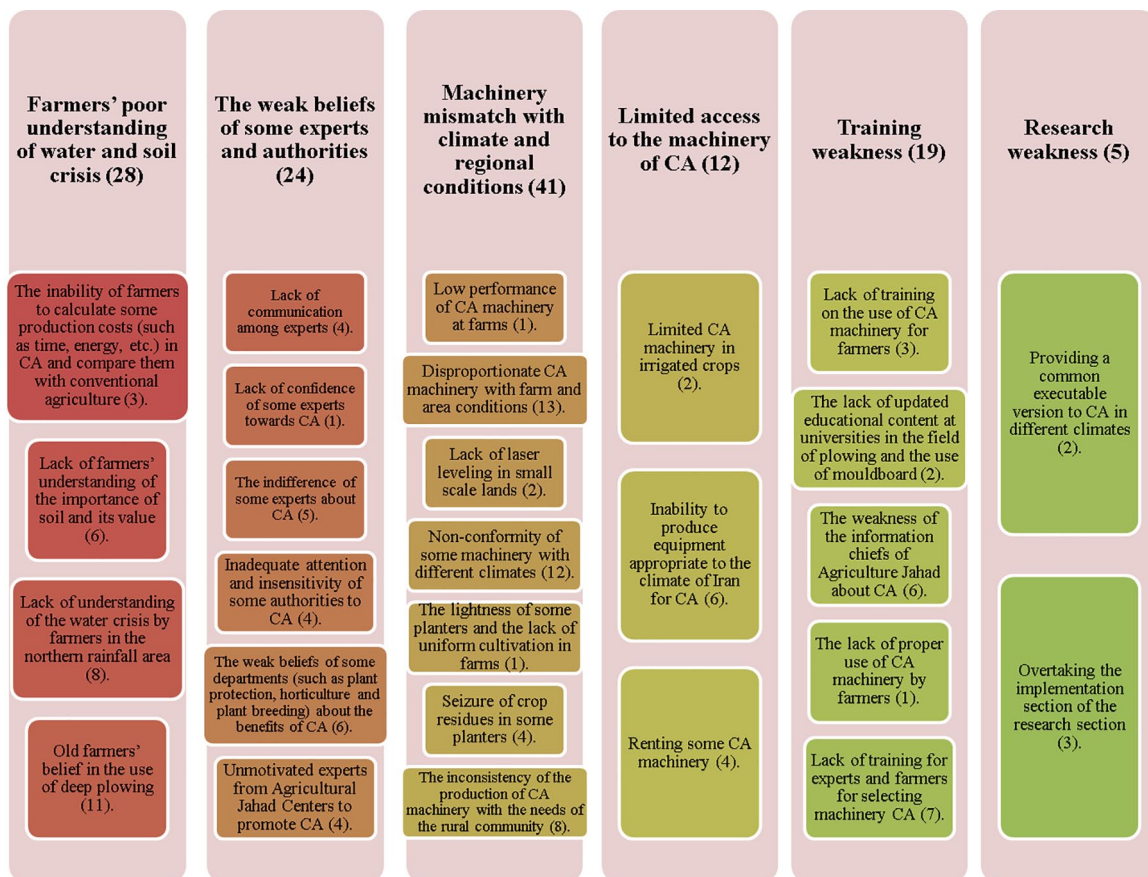 Farmers' poor
understanding
of water and soil
crisis (28)
The inability of farmers
to calculate some
production costs (such
as time, energy, etc.) in
CA and compare them
with conventional
agriculture (3).
Lack of farmers'
understanding of
the importance of
soil and its value
(6).
Lack of understanding
of the water crisis by
farmers in the
northern rainfall area
(8).
Old farmers'
belief in the use
of deep plowing
(11).
The weak beliefs
of some experts
and authorities
(24)
Lack of
communication
among experts (4).
Lack of confidence
of some experts
towards CA (1).
The indifference of
some experts about
CA (5).
Inadequate attention
and insensitivity of
some authorities to
CA (4).
The weak beliefs of some
departments (such as plant
protection, horticulture and
plant breeding) about the
benefits of CA (6).
Unmotivated experts
from Agricultural
Jahad Centers to
promote CA (4).
Machinery
mismatch with
climate and
regional
conditions (41)
Low performance
of CA machinery
at farms (1).
Disproportionate CA
machinery with farm and
area conditions (13).
Lack of laser
leveling in small
scale lands (2).
Non-conformity of
some machinery with
different climates (12).
The lightness of some
planters and the lack of
uniform cultivation in
farms (1).
Seizure of crop
residues in some
planters (4).
The inconsistency of the
production of CA
machinery with the needs of
the rural community (8).
Limited access
to the machinery
of CA (12)
Limited CA
machinery in
irrigated crops
(2).
Inability to
produce
equipment
appropriate to the
climate of Iran
for CA (6).
Renting some CA
machinery (4).
Training
weakness (19)
Lack of training
on the use of CA
machinery for
farmers (3).
The lack of updated
educational content at
universities in the field
of plowing and the use
of mouldboard (2).
The weakness of
the information
chiefs of
Agriculture Jahad
about CA (6).
The lack of proper
use of CA
machinery by
farmers (1).
Lack of training for
experts and farmers
for selecting
machinery CA (7).
Research
weakness (5)
Providing a
common
executable
version to CA in
different climates
(2).
Overtaking the
implementation
section of the
research section
(3).